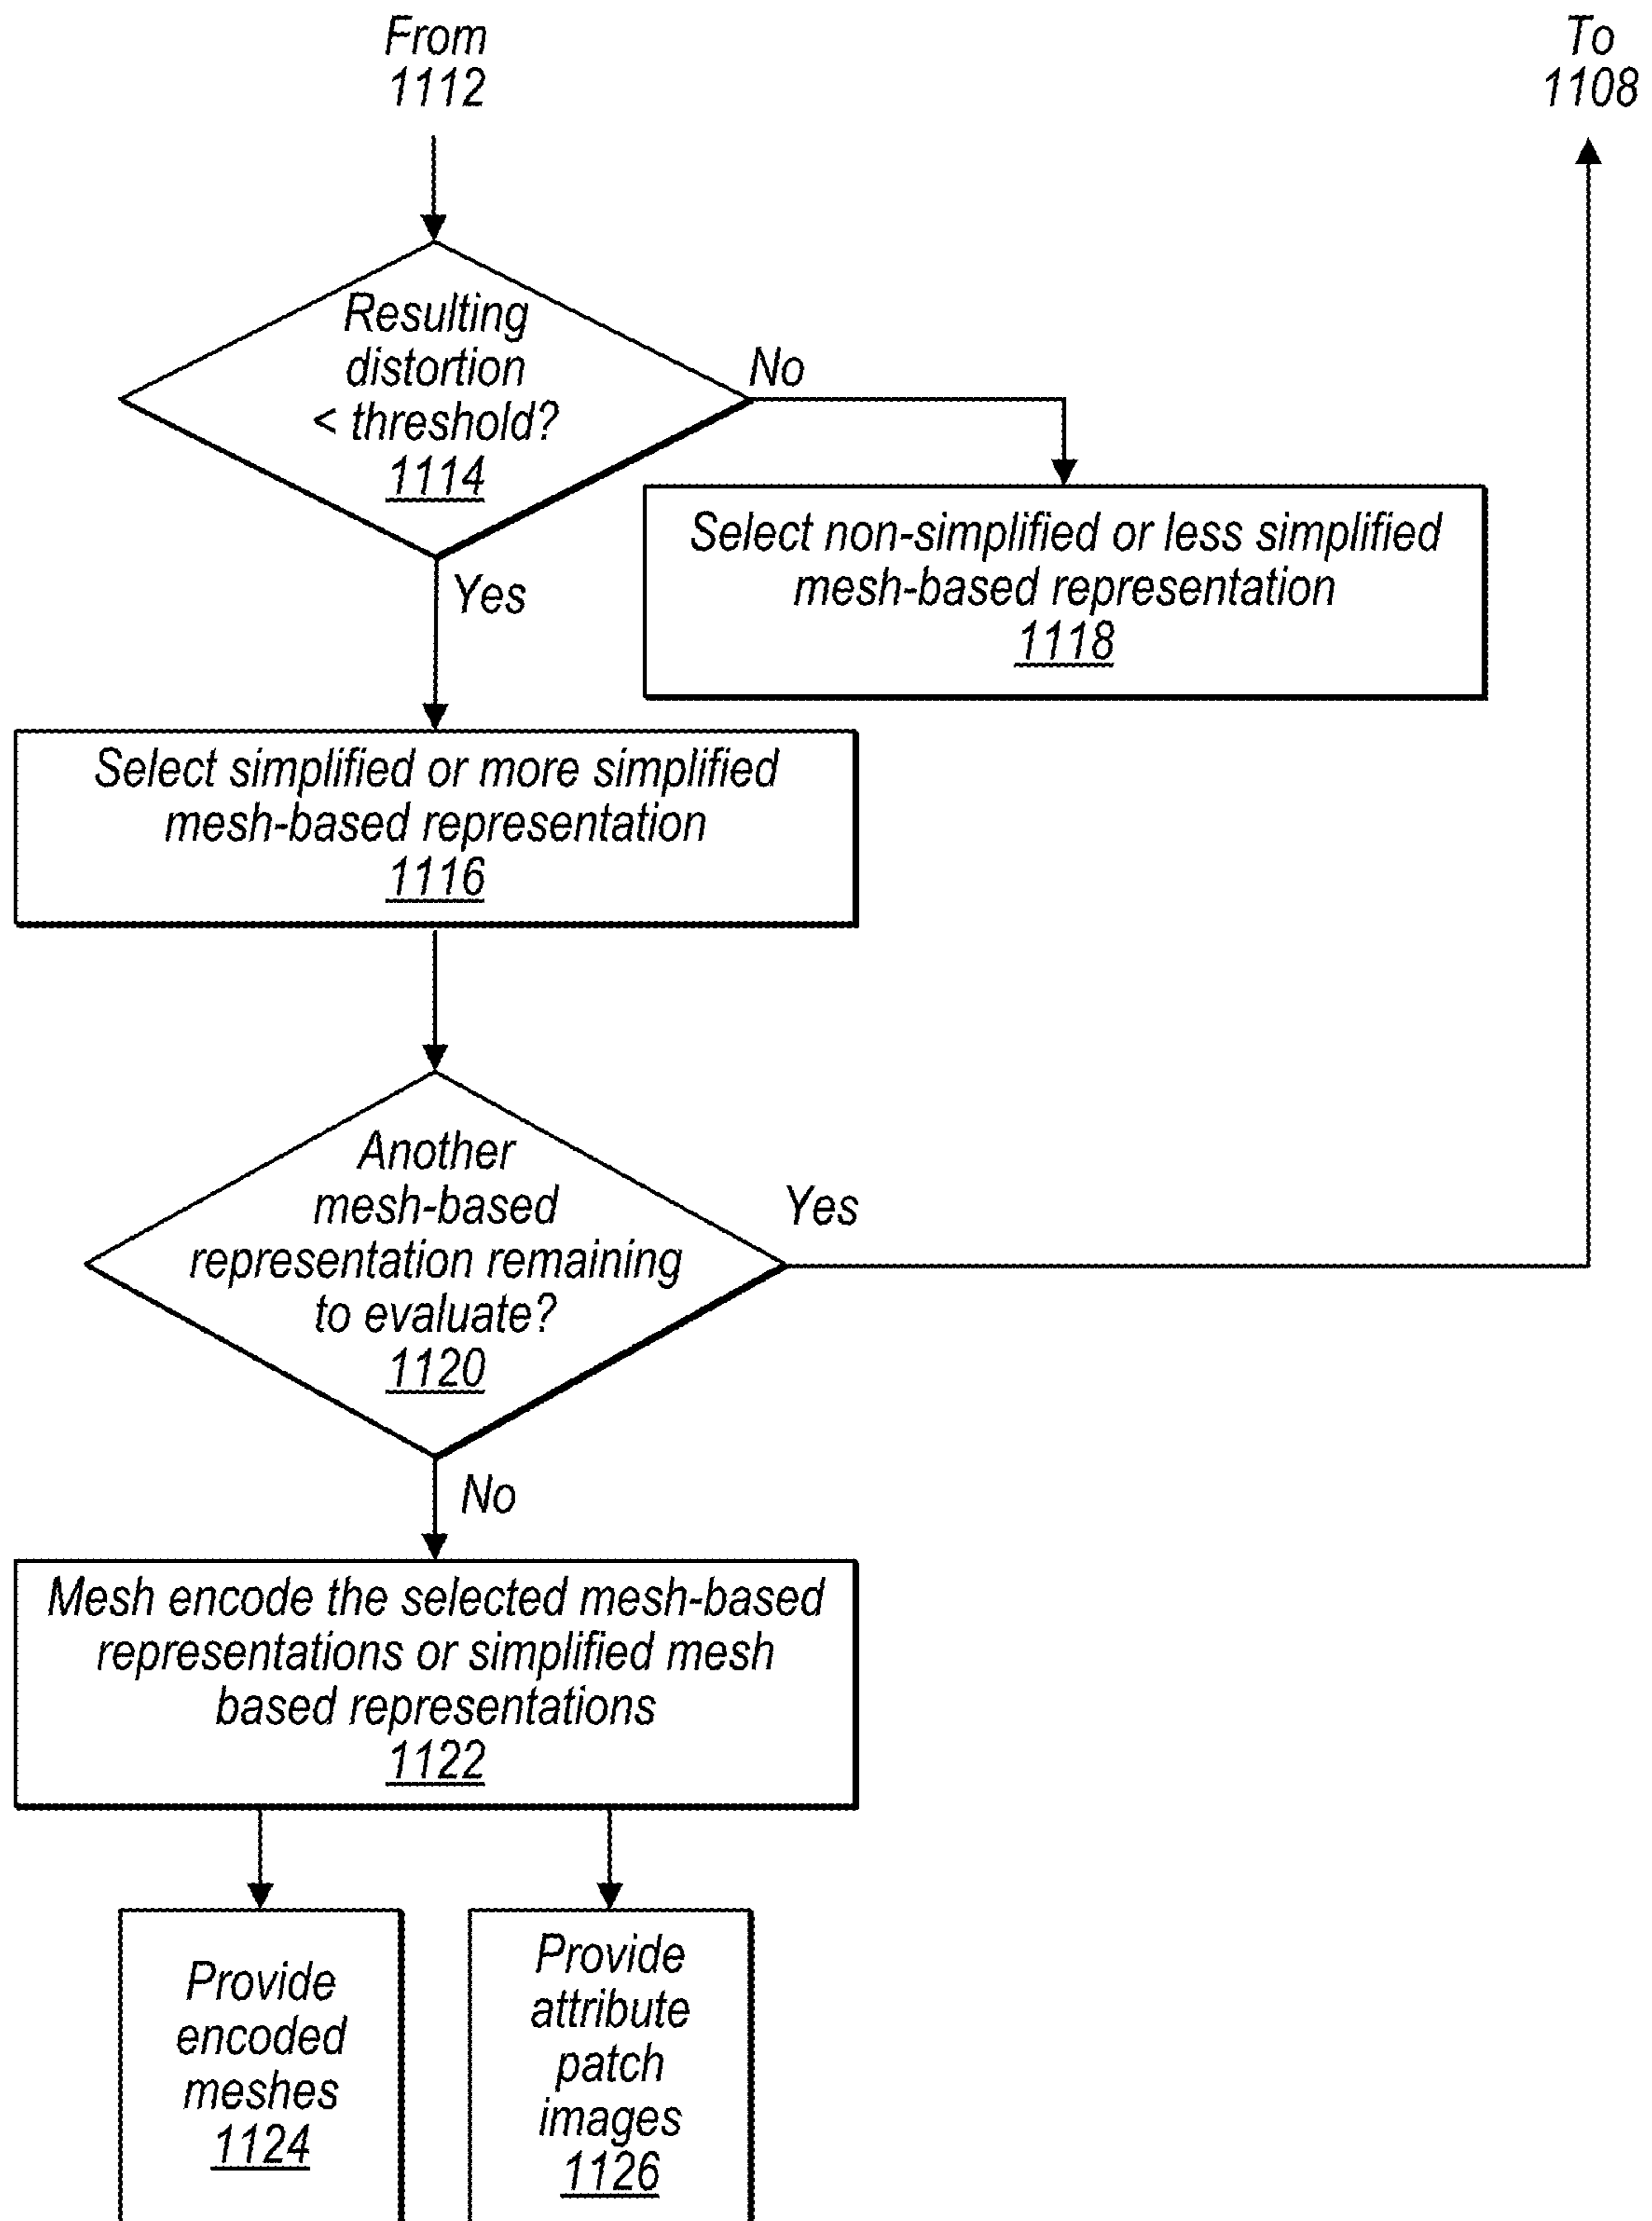 From
1112
To
1108
Resulting
distortion
< threshold?
1114
No
Yes
Select non-simplified or less simplified
mesh-based representation
1118
Select simplified or more simplified
mesh-based representation
1116
Another
mesh-based
representation remaining
to evaluate?
1120
Yes
No
Mesh encode the selected mesh-based
representations or simplified mesh
based representations
1122
Provide
encoded
meshes
1124
Provide
attribute
patch
images
1126